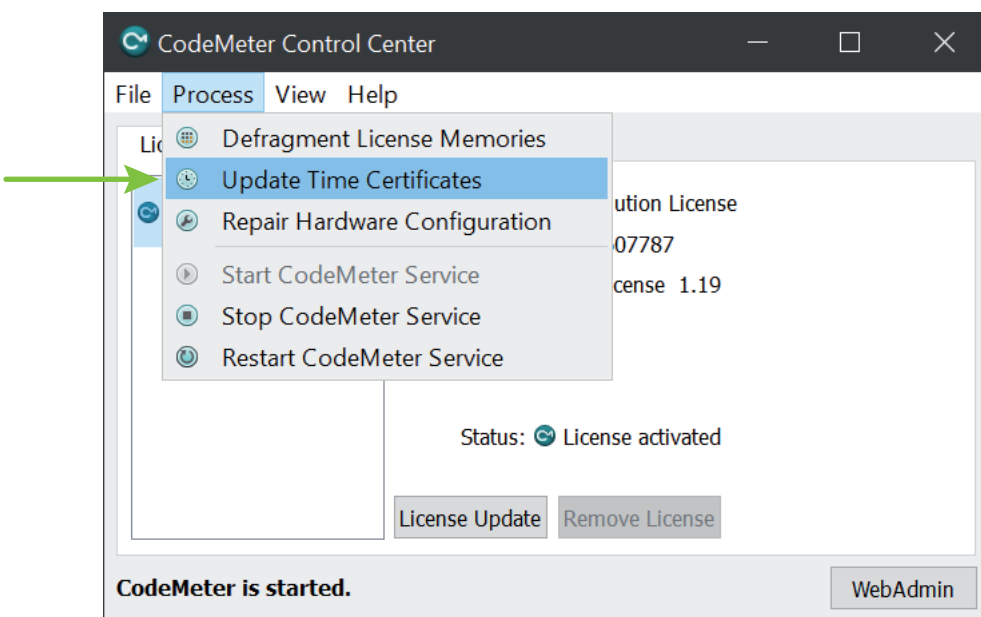 CodeMeter Control Center
File Process View Help
Defragment License Memories
Update Time Certificates
Repair Hardware Configuration
Start CodeMeter Service
Stop CodeMeter Service
Restart CodeMeter Service
License
07787
1.19
Status: License activated
License Update Remove License
CodeMeter is started.
WebAdmin